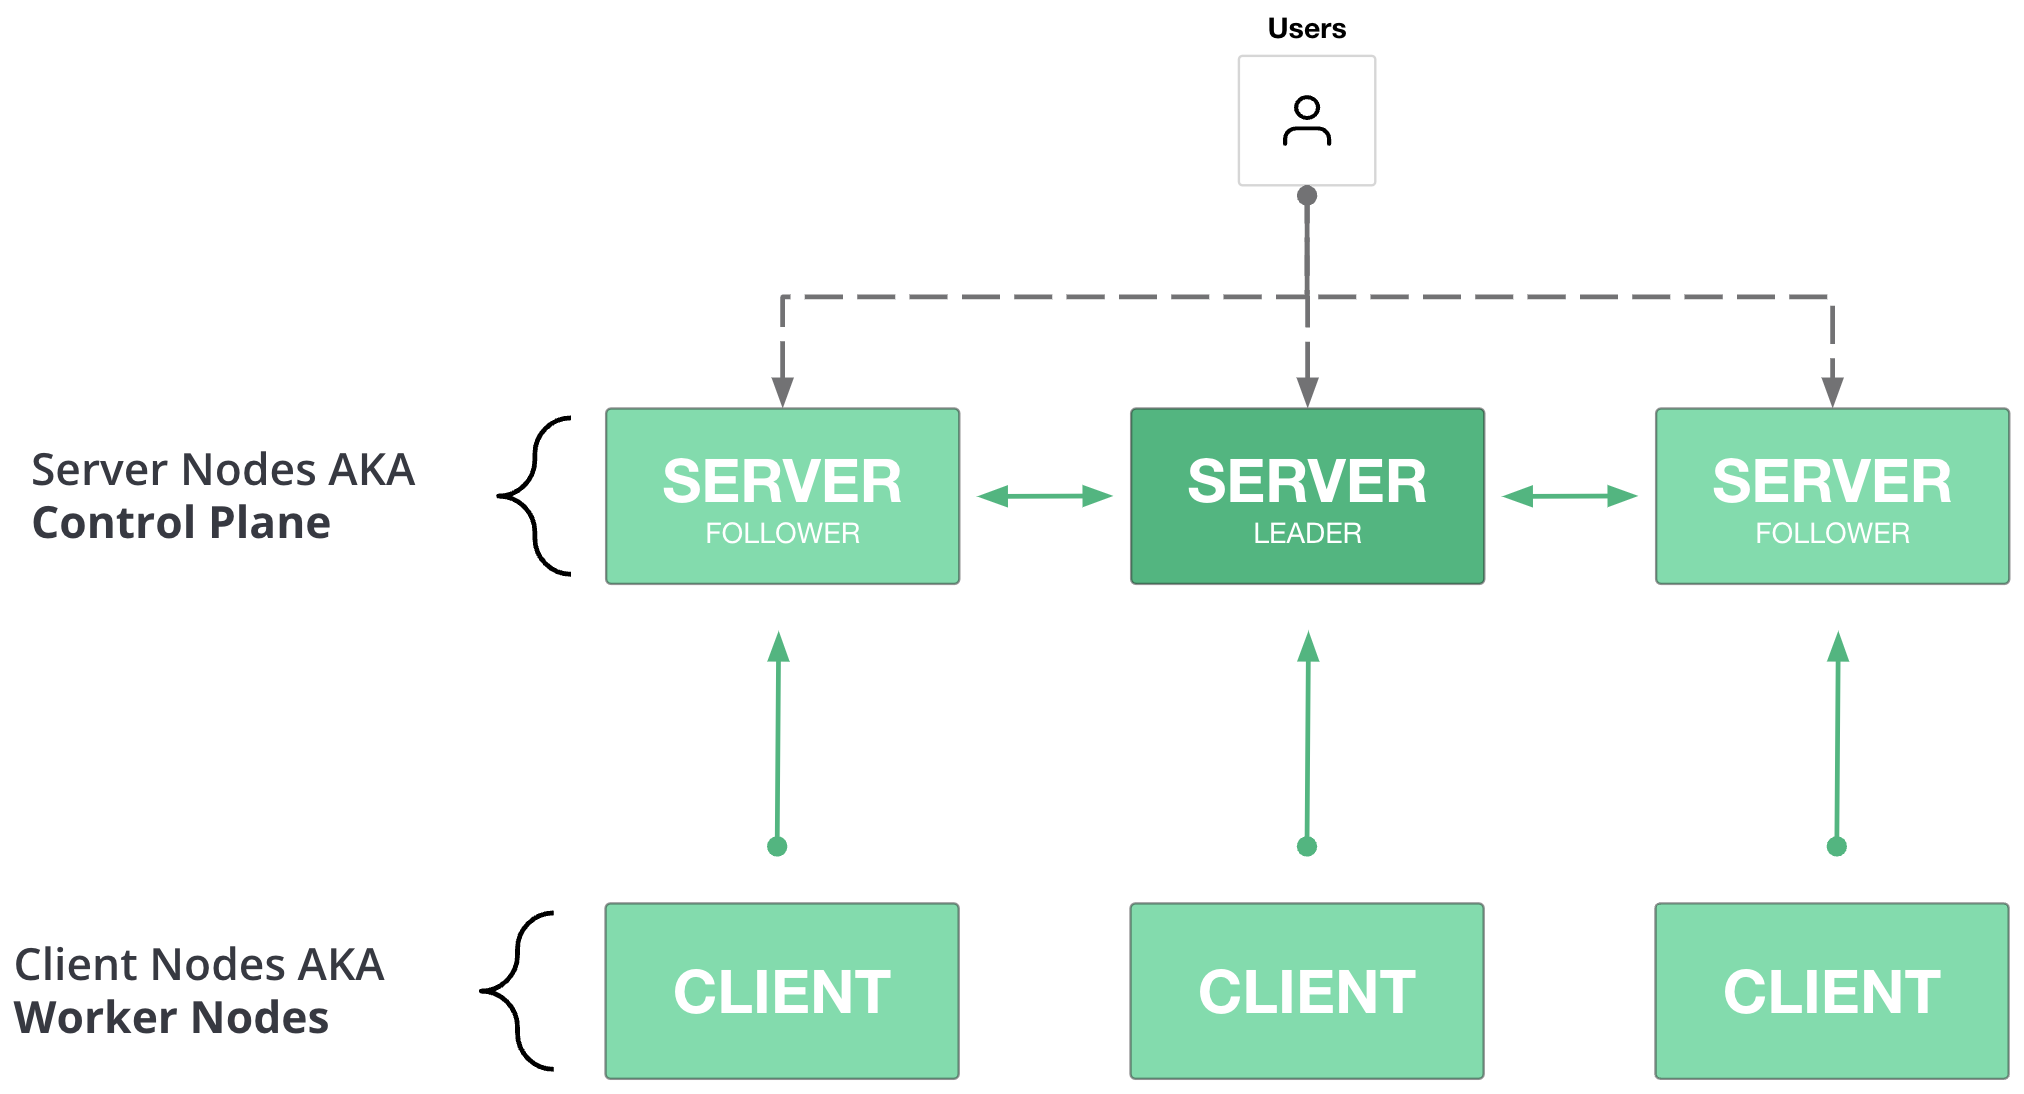 Users
Server Nodes AKA
Control Plane
SERVER
FOLLOWER
SERVER
LEADER
SERVER
FOLLOWER
Client Nodes AKA
Worker Nodes
CLIENT
CLIENT
CLIENT